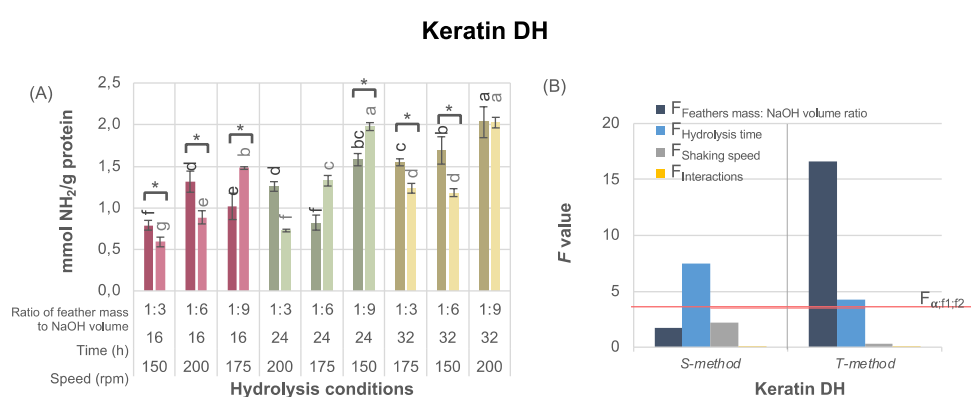 Keratin DH
(A)
mmol NH2/g protein
2,5
2,0
1,5
1,0
0,5
0,0
* * * * * *
f g d e e b d f f c bc a c d b d a a
Ratio of feather mass to NaOH volume
1:3 1:6 1:9 1:3 1:6 1:9 1:3 1:6 1:9
Time (h)
16 16 16 24 24 24 32 32 32
Speed (rpm)
150 200 175 200 175 150 175 150 200
Hydrolysis conditions
(B)
F Feathers mass: NaOH volume ratio
F Hydrolysis time
F Shaking speed
F Interactions
F value
20
15
10
5
0
Fα;f1;f2
S-method T-method
Keratin DH